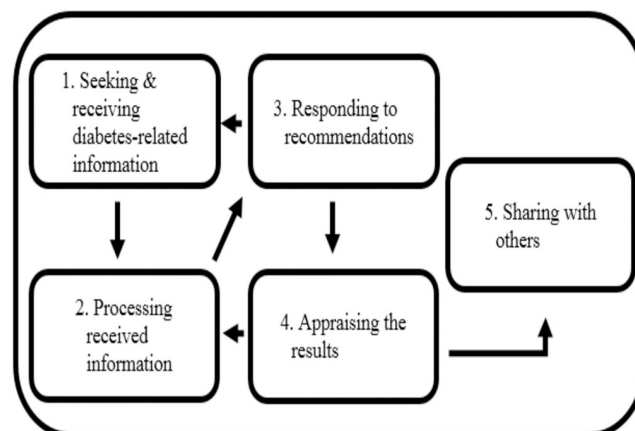 1. Seeking &
receiving
diabetes-related
information
3. Responding to
recommendations
5. Sharing with
others
2. Processing
received
information
4. Appraising the
results